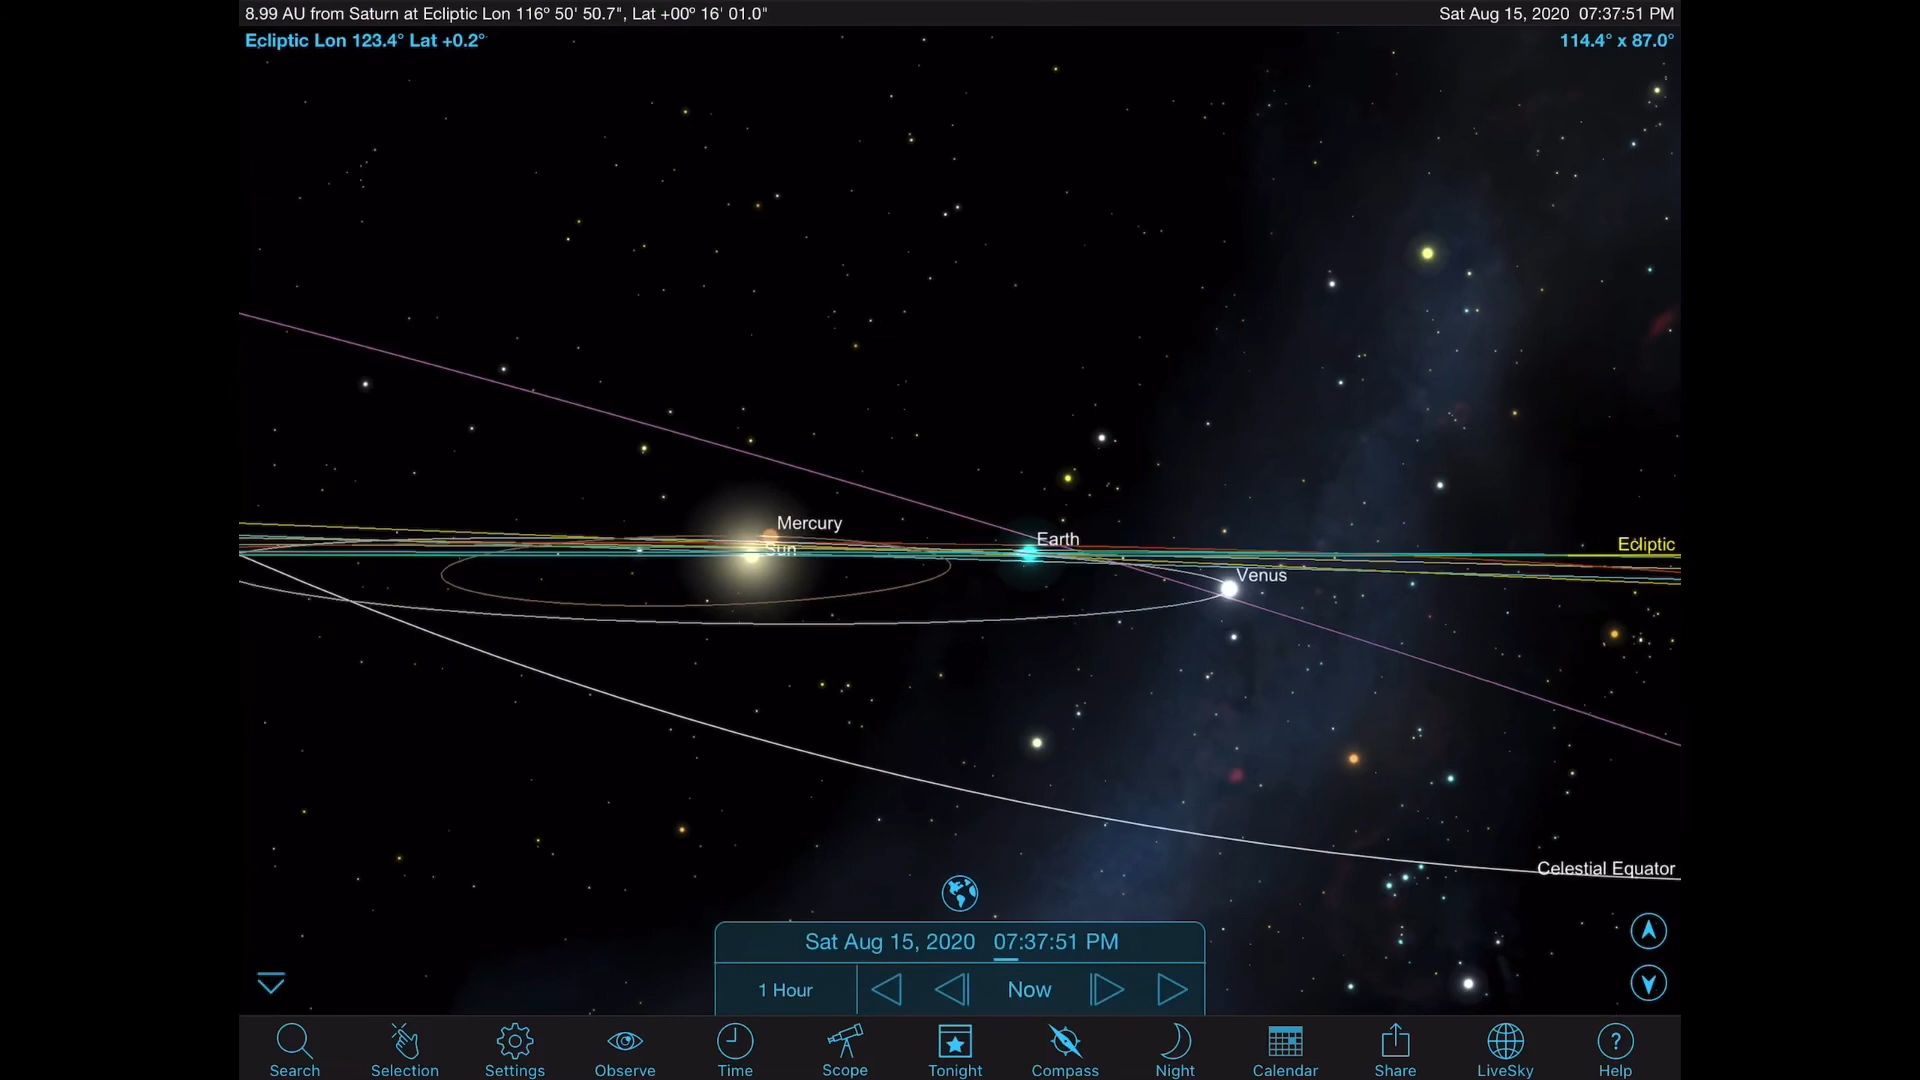 8.99 AU from Saturn at Ecliptic Lon 116° 50' 50.7", Lat +00° 16' 01.0"
Sat Aug 15, 2020 07:37:51 PM
Ecliptic Lon 123.4° Lat +0.2°
114.4° x 87.0°
Mercury
Sun
Earth
Ecliptic
Venus
Celestial Equator
Sat Aug 15, 2020 07:37:51 PM
1 Hour
Now
Search
Selection
Settings
Observe
Time
Scope
Tonight
Compass
Night
Calendar
Share
LiveSky
? Help